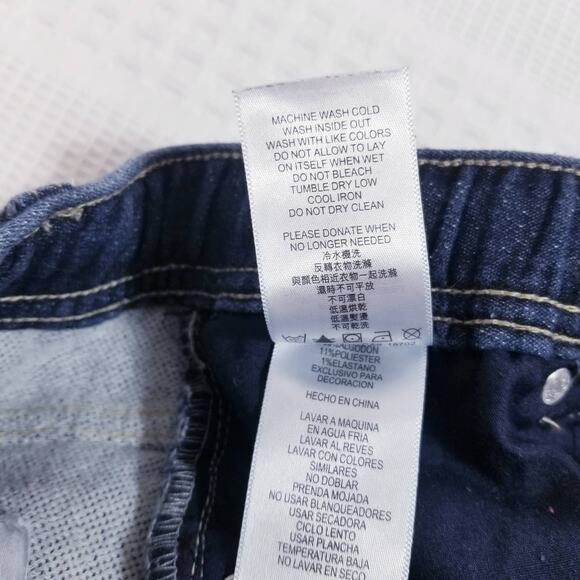 MACHINE WASH COLD
WASH INSIDE OUT
WASH WITH LIKE COLORS
DO NOT ALLOW TO LAY
ON ITSELF WHEN WET
DO NOT BLEACH
TUMBLE DRY LOW
COOL IRON
DO NOT DRY CLEAN
PLEASE DONATE WHEN
NO LONGER NEEDED
冷水機洗
反轉衣物洗滌
與顏色相近衣物一起洗滌
濕時不可平放
不可漂白
低溫烘乾
低溫熨燙
不可乾洗
ALGODON
11%POLIESTER
1%ELASTANO
EXCLUSIVO PARA
DECORACION
HECHO EN CHINA
LAVAR A MAQUINA
EN AGUA FRIA
LAVAR AL REVES
LAVAR CON COLORES
SIMILARES
NO DOBLAR
PRENDA MOJADA
NO USAR BLANQUEADORES
USAR SECADORA
CICLO LENTO
USAR PLANCHA
TEMPERATURA BAJA
NO LAVAR EN SECO